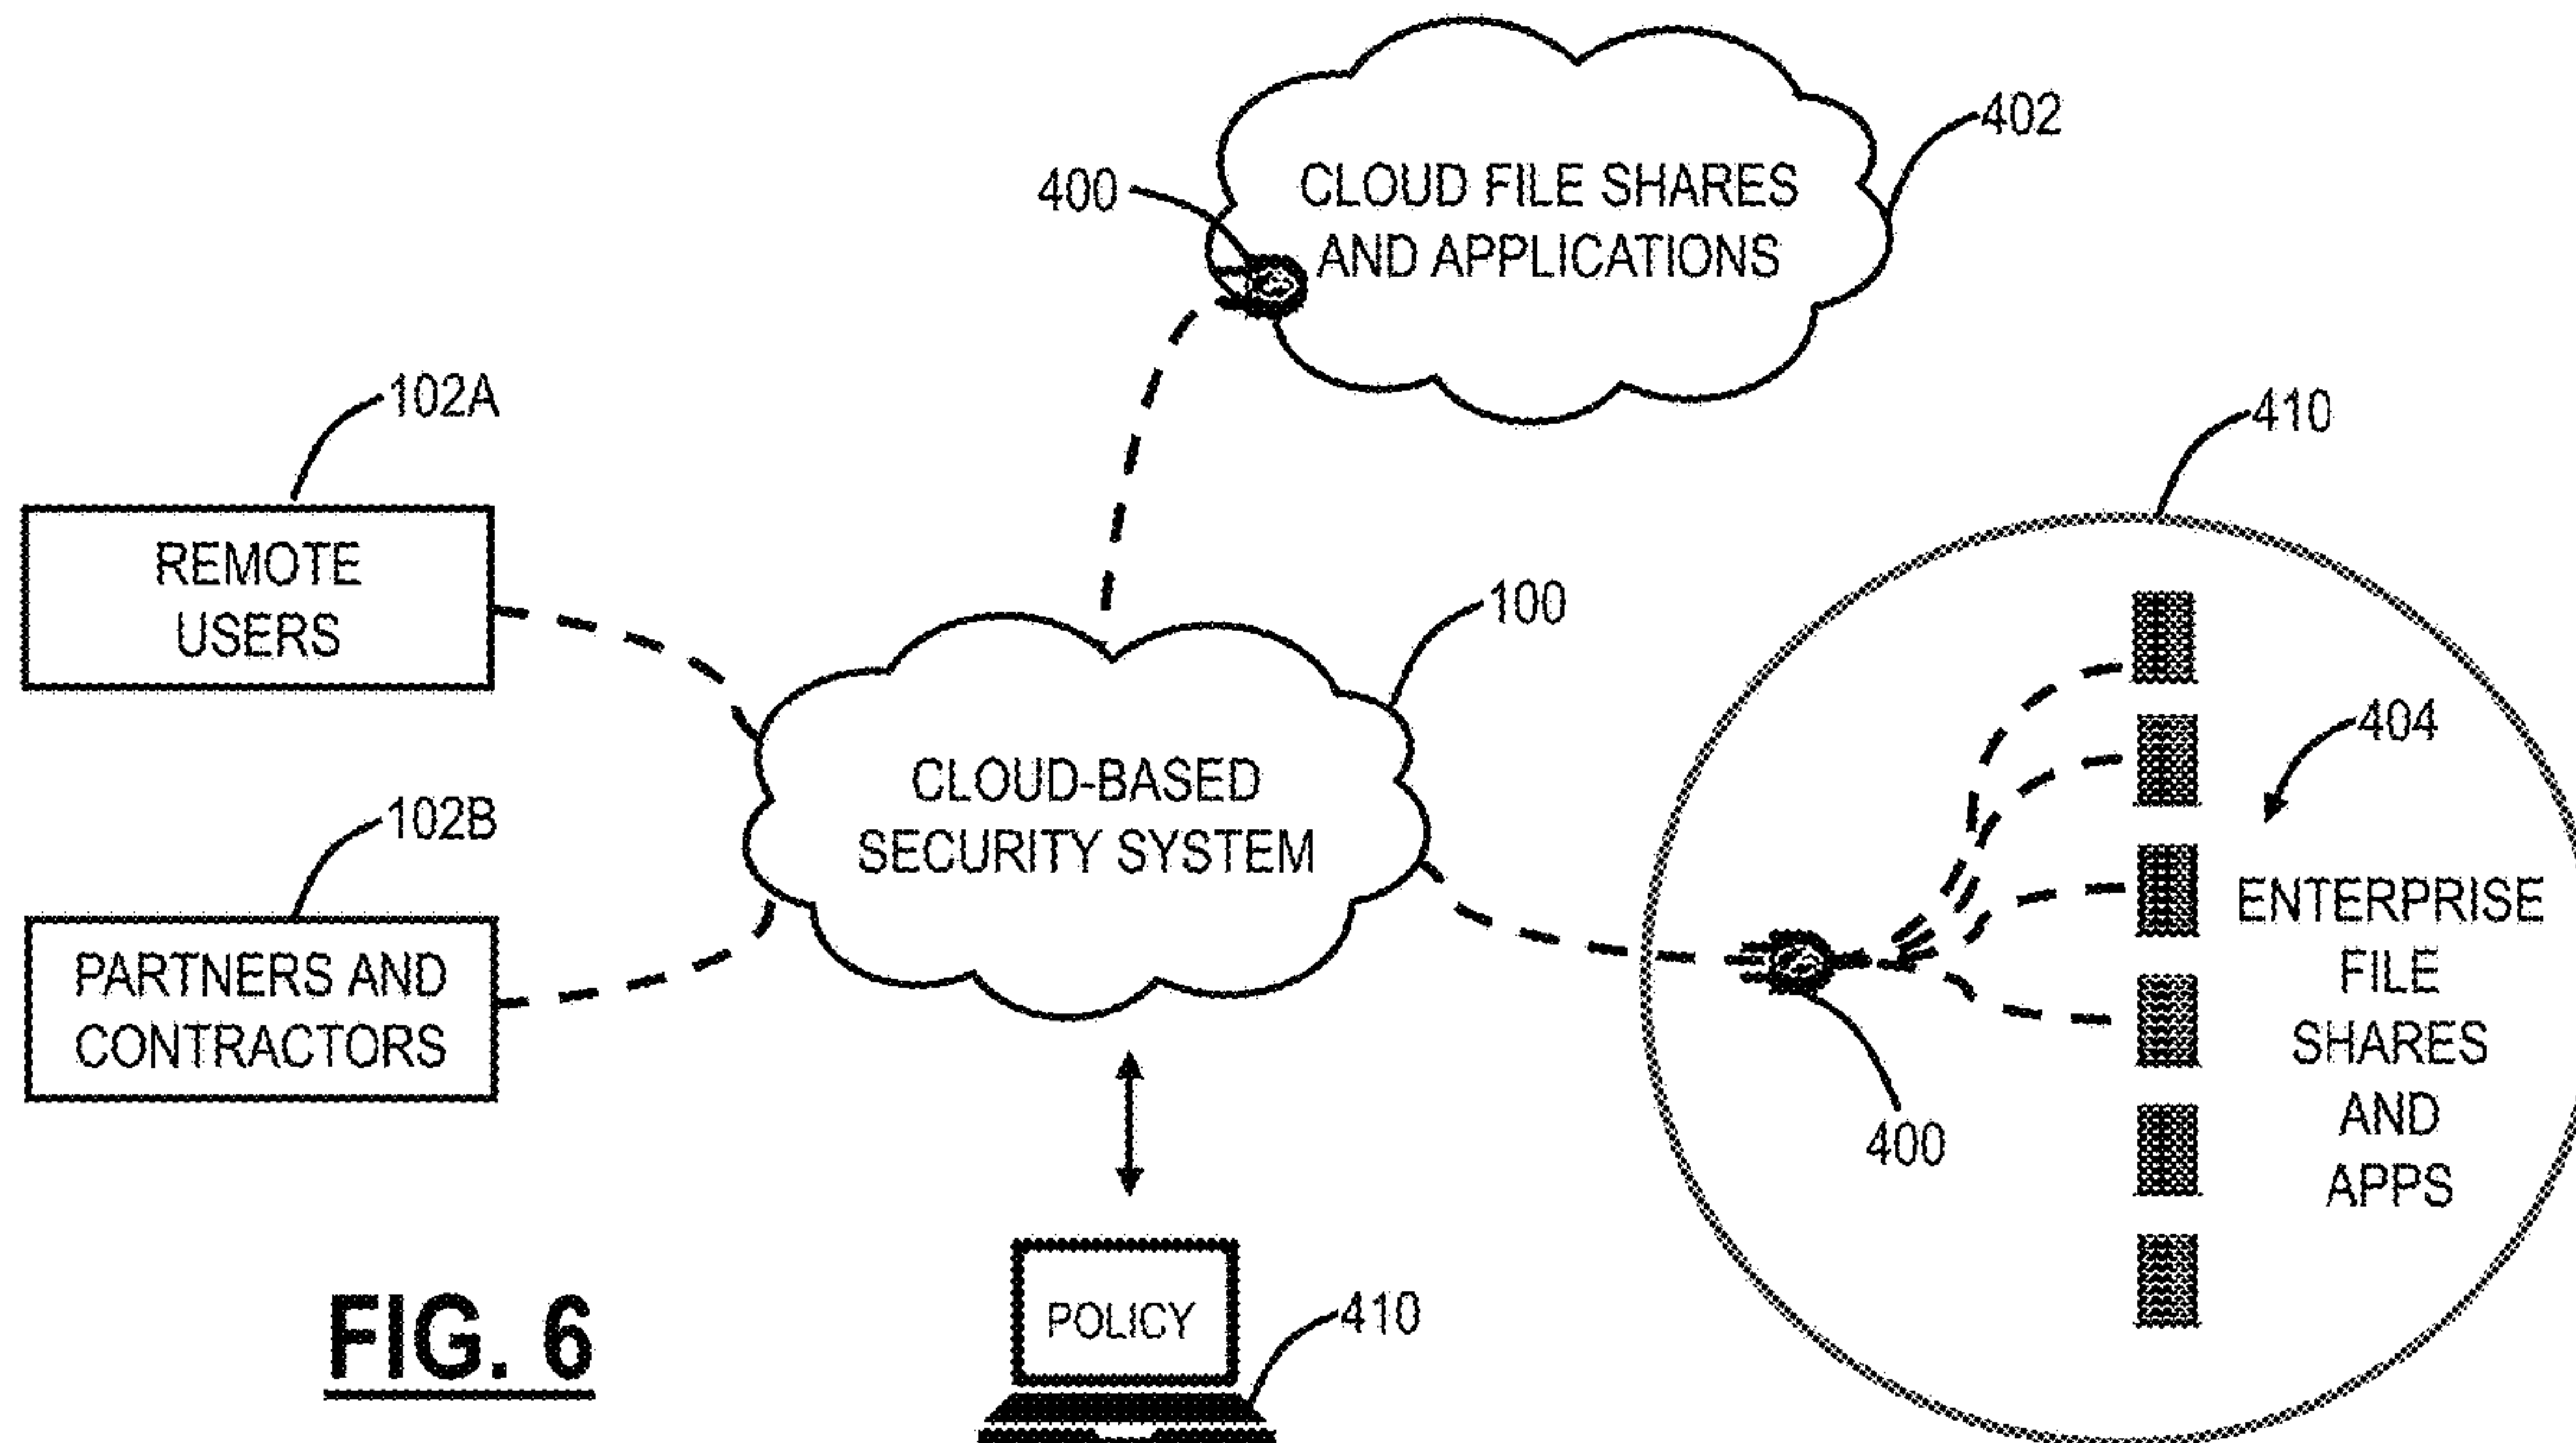 402
400
CLOUD FILE SHARES
AND APPLICATIONS
102A
410
REMOTE
USERS
100
404
CLOUD-BASED
SECURITY SYSTEM
102B
PARTNERS AND
CONTRACTORS
ENTERPRISE
FILE
SHARES
AND
APPS
400
POLICY
410
FIG. 6